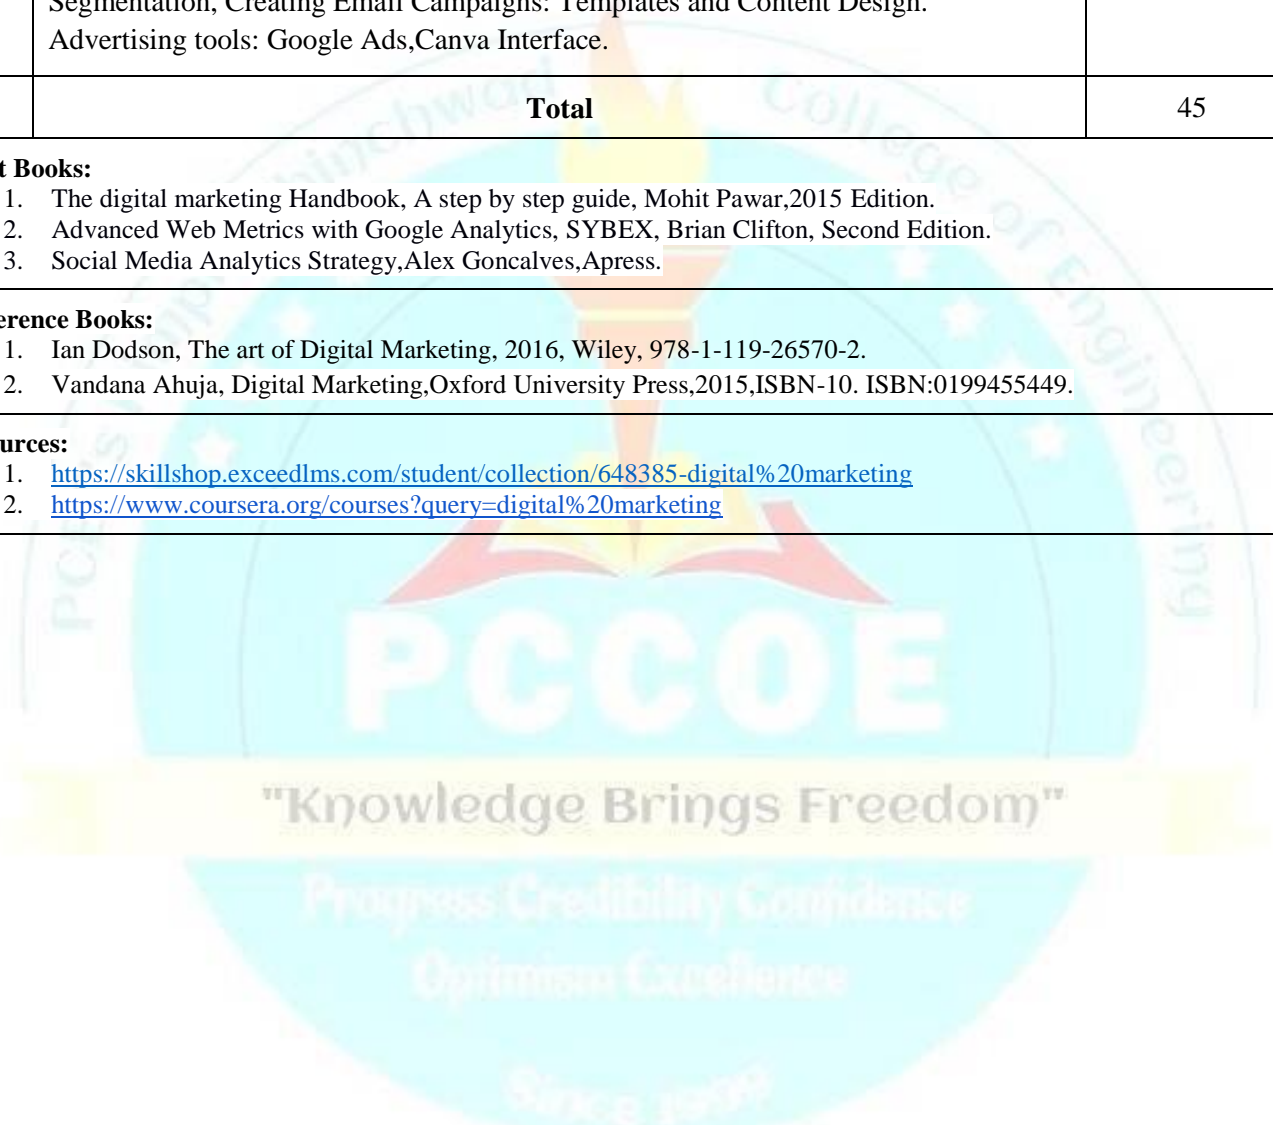 Segmentation, Creating Email Campaigns: Templates and Content Design.
Advertising tools: Google Ads,Canva Interface.
Total 45
t Books:
1. The digital marketing Handbook, A step by step guide, Mohit Pawar,2015 Edition.
2. Advanced Web Metrics with Google Analytics, SYBEX, Brian Clifton, Second Edition.
3. Social Media Analytics Strategy,Alex Goncalves,Apress.
erence Books:
1. Ian Dodson, The art of Digital Marketing, 2016, Wiley, 978-1-119-26570-2.
2. Vandana Ahuja, Digital Marketing,Oxford University Press,2015,ISBN-10. ISBN:0199455449.
urces:
1. https://skillshop.exceedlms.com/student/collection/648385-digital%20marketing
2. https://www.coursera.org/courses?query=digital%20marketing
College of Engineering
PCCOE
"Knowledge Brings Freedom"
Progress Credibility Confidence
Optimism Excellence
Since 1999